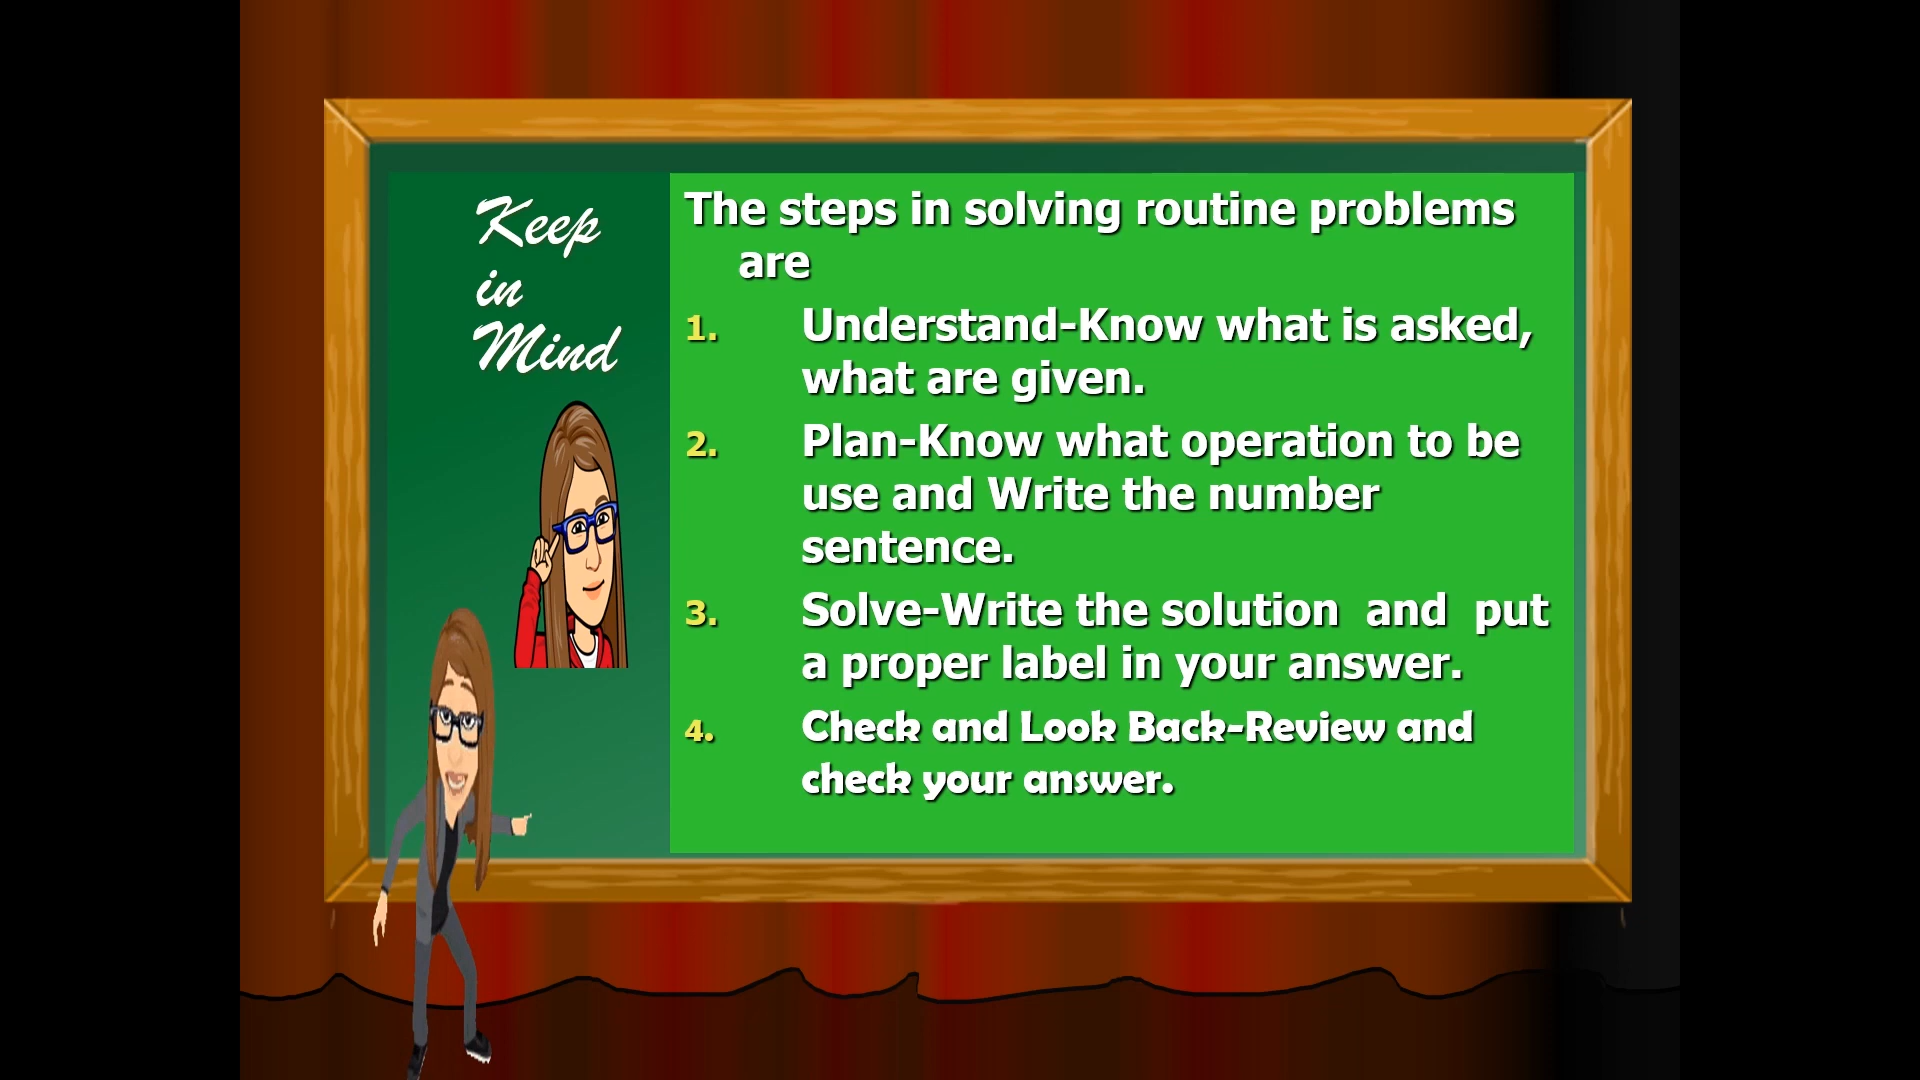 Keep
in
Mind
The steps in solving routine problems
are
1. Understand-Know what is asked,
what are given.
2. Plan-Know what operation to be
use and Write the number
sentence.
3. Solve-Write the solution  and  put
a proper label in your answer.
4. Check and Look Back-Review and
check your answer.